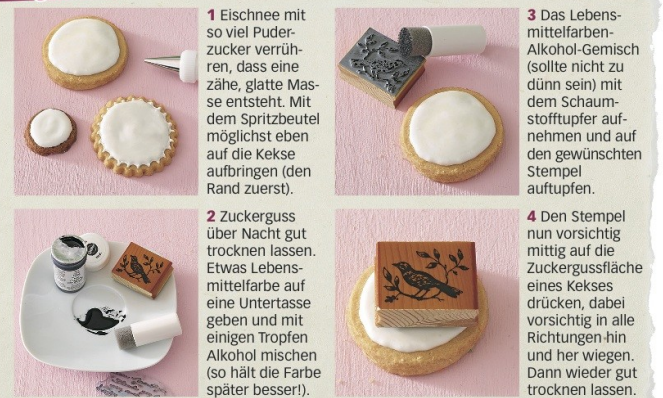 1 Eischnee mit
so viel Puder-
zucker verrüh-
ren, dass eine
zähe, glatte Mas-
se entsteht. Mit
dem Spritzbeutel
möglichst eben
auf die Kekse
aufbringen (den
Rand zuerst).
2 Zuckerguss
über Nacht gut
trocknen lassen.
Etwas Lebens-
mittelfarbe auf
eine Untertasse
geben und mit
einigen Tropfen
Alkohol mischen
(so hält die Farbe
später besser!).
3 Das Lebens-
mittelfarben-
Alkohol-Gemisch
(sollte nicht zu
dünn sein) mit
dem Schaum-
stofftupfer auf-
nehmen und auf
den gewünschten
Stempel
auftupfen.
4 Den Stempel
nun vorsichtig
mittig auf die
Zuckergussfläche
eines Kekses
drücken, dabei
vorsichtig in alle
Richtungen hin
und her wiegen.
Dann wieder gut
trocknen lassen.